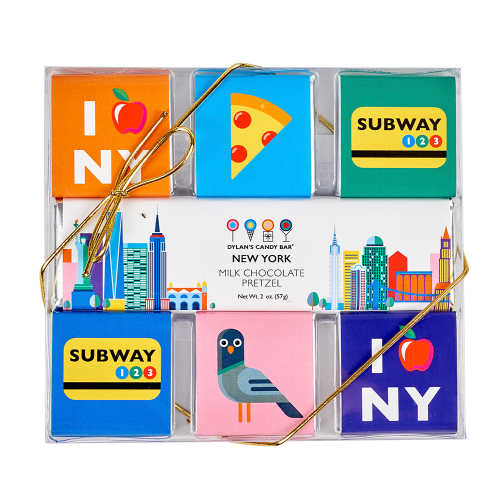 I
NY
SUBWAY
1 2 3
DYLAN'S CANDY BAR®
NEW YORK
MILK CHOCOLATE
PRETZEL
Net Wt. 2 oz. (57g)
SUBWAY
1 2 3
I
NY